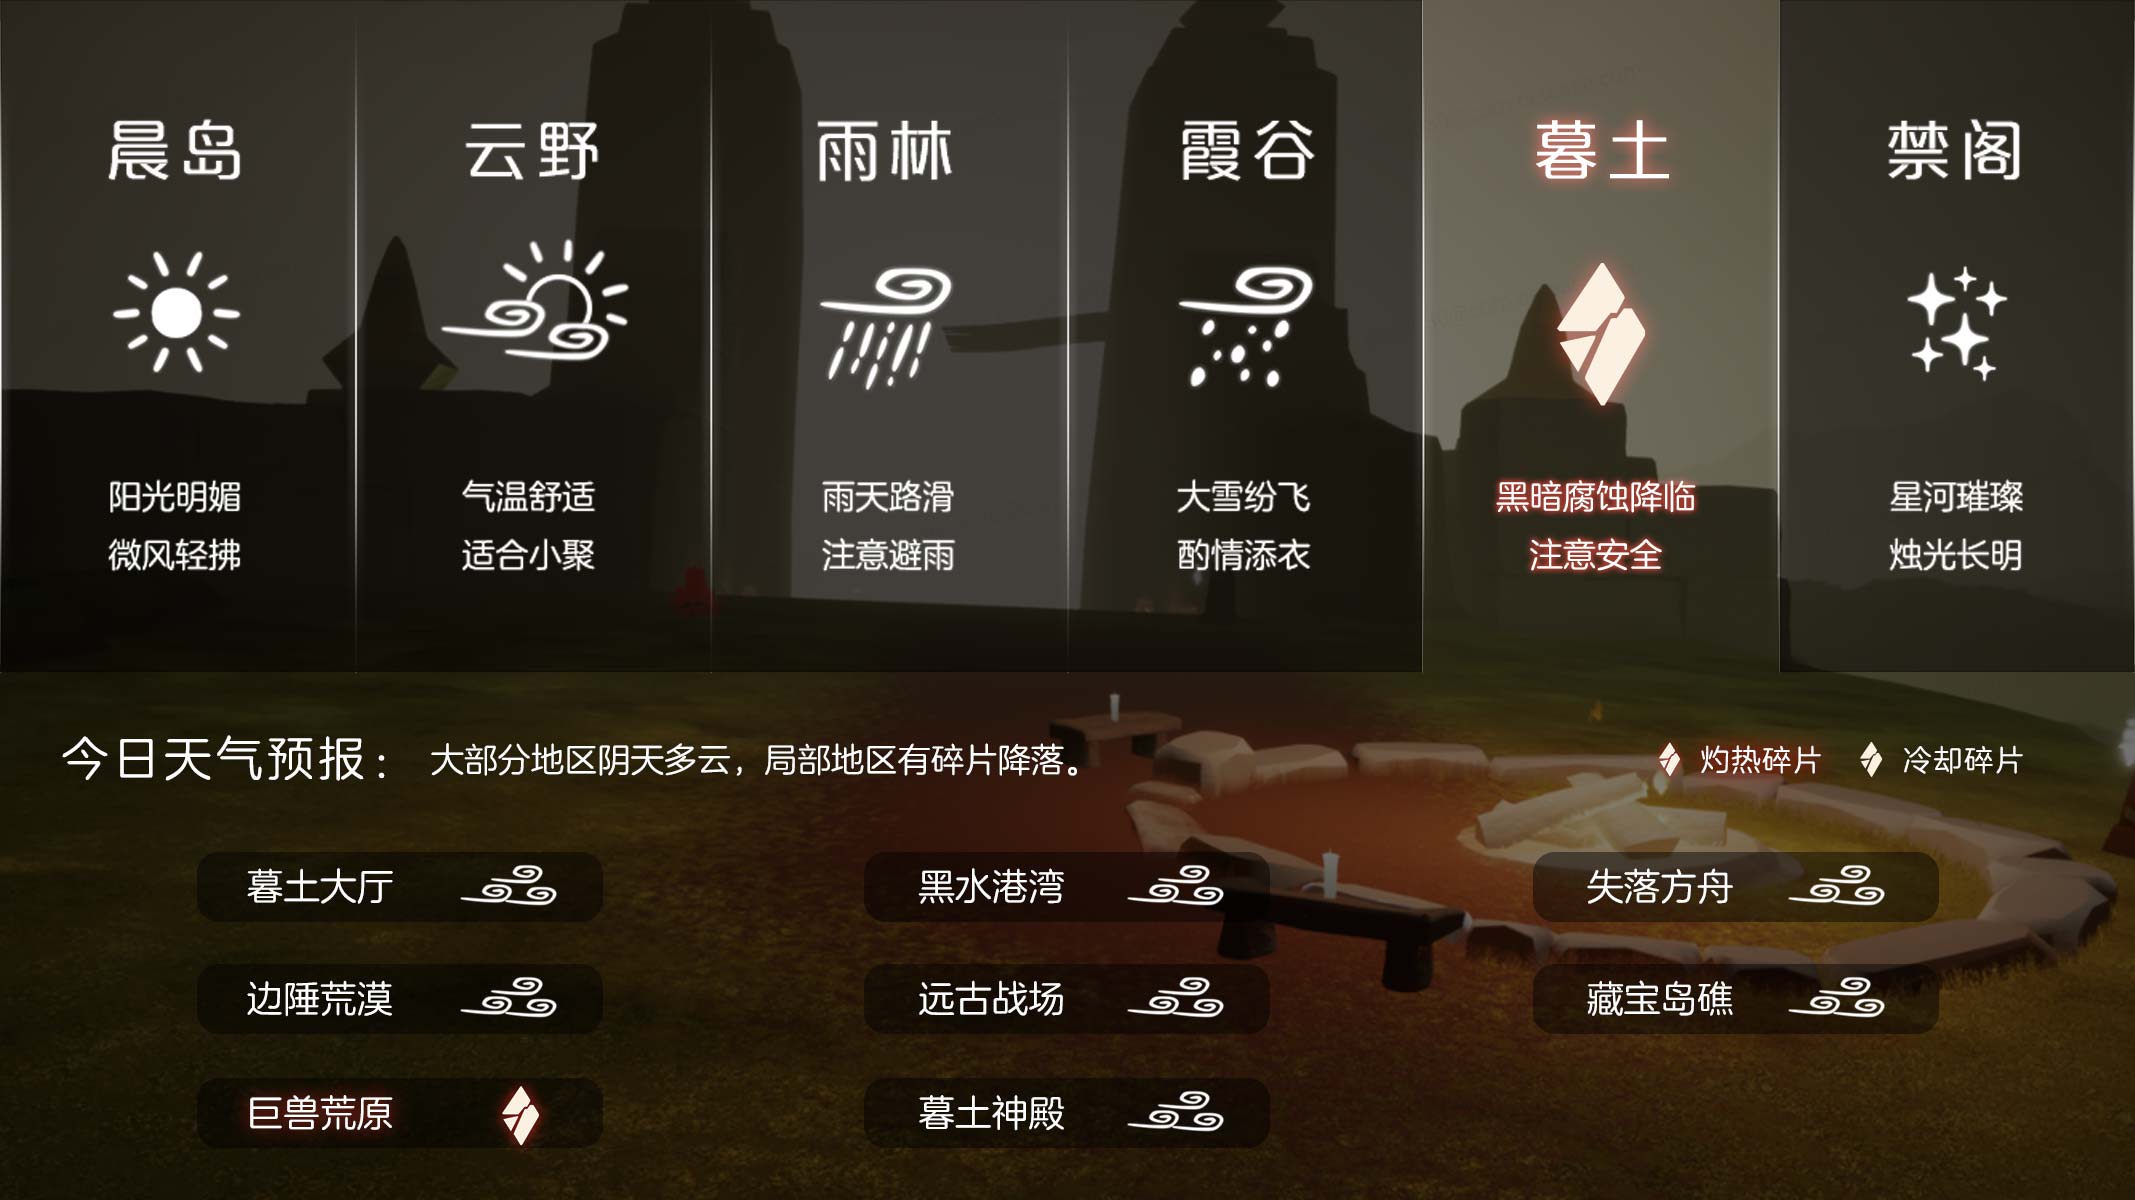 晨岛
云野
雨林
霞谷
暮土
禁阁
阳光明媚
微风轻拂
气温舒适
适合小聚
雨天路滑
注意避雨
大雪纷飞
酌情添衣
黑暗腐蚀降临
注意安全
星河璀璨
烛光长明
今日天气预报：
大部分地区阴天多云，局部地区有碎片降落。
灼热碎片
冷却碎片
暮土大厅
黑水港湾
失落方舟
边陲荒漠
远古战场
藏宝岛礁
巨兽荒原
暮土神殿